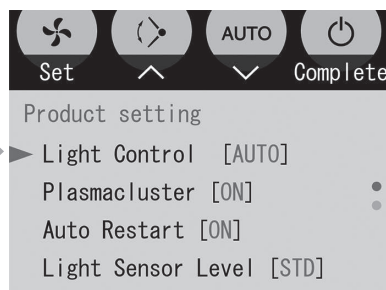 AUTO
Set Complete
Product setting
Light Control [AUTO]
Plasmacluster [ON]
Auto Restart [ON]
Light Sensor Level [STD]